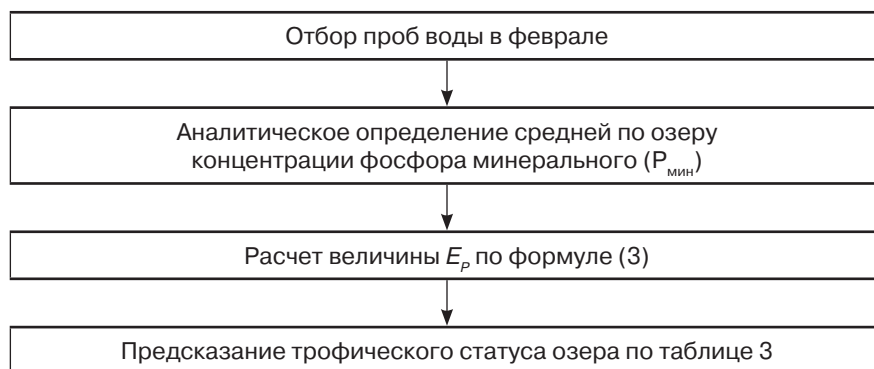 Отбор проб воды в феврале
Аналитическое определение средней по озеру
концентрации фосфора минерального (Pмин)
Расчет величины EP по формуле (3)
Предсказание трофического статуса озера по таблице 3